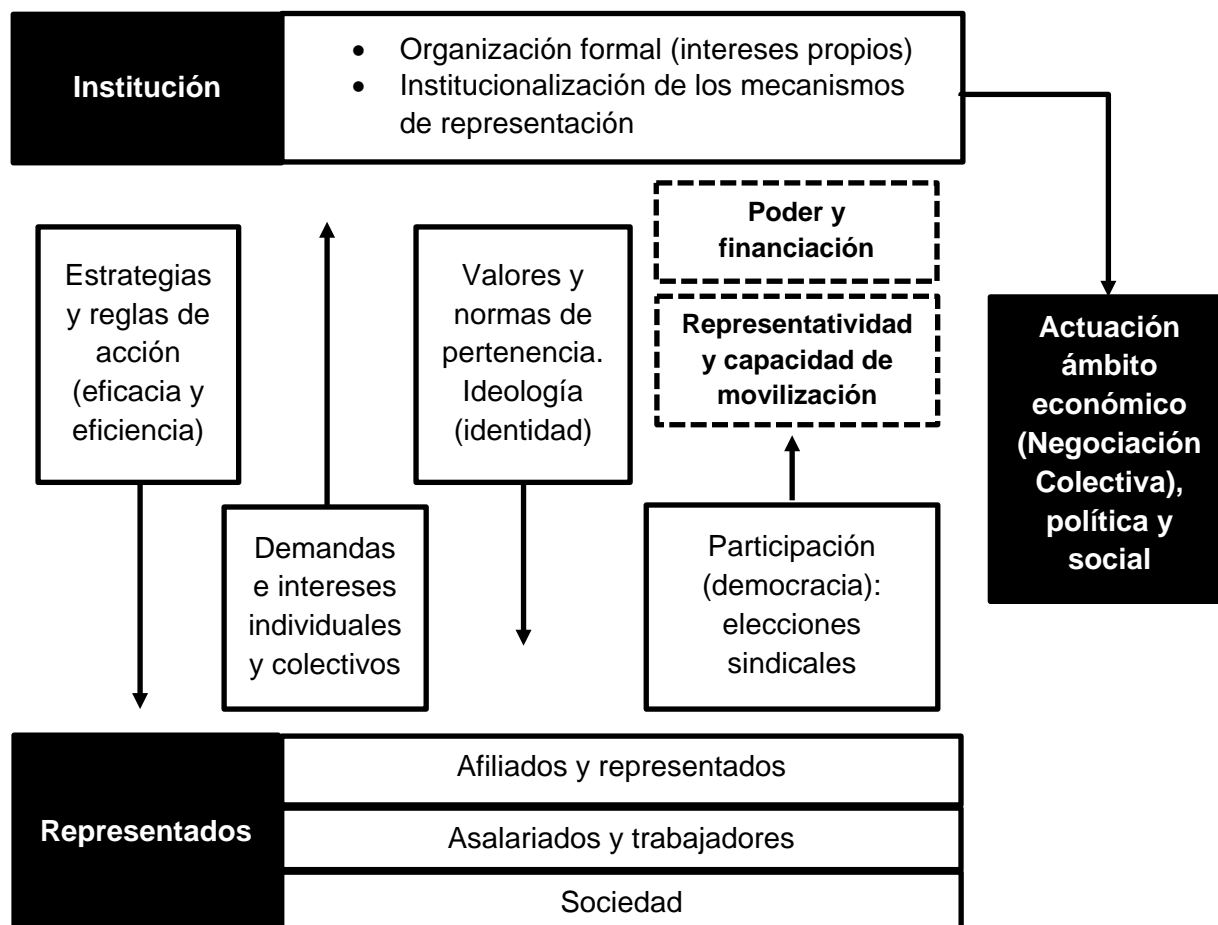 Institución
• Organización formal (intereses propios)
• Institucionalización de los mecanismos
de representación
Estrategias
y reglas de
acción
(eficacia y
eficiencia)
Demandas
e intereses
individuales
y colectivos
Valores y
normas de
pertenencia.
Ideología
(identidad)
Poder y
financiación
Representatividad
y capacidad de
movilización
Participación
(democracia):
elecciones
sindicales
Actuación
ámbito
económico
(Negociación
Colectiva),
política y
social
Representados
Afiliados y representados
Asalariados y trabajadores
Sociedad